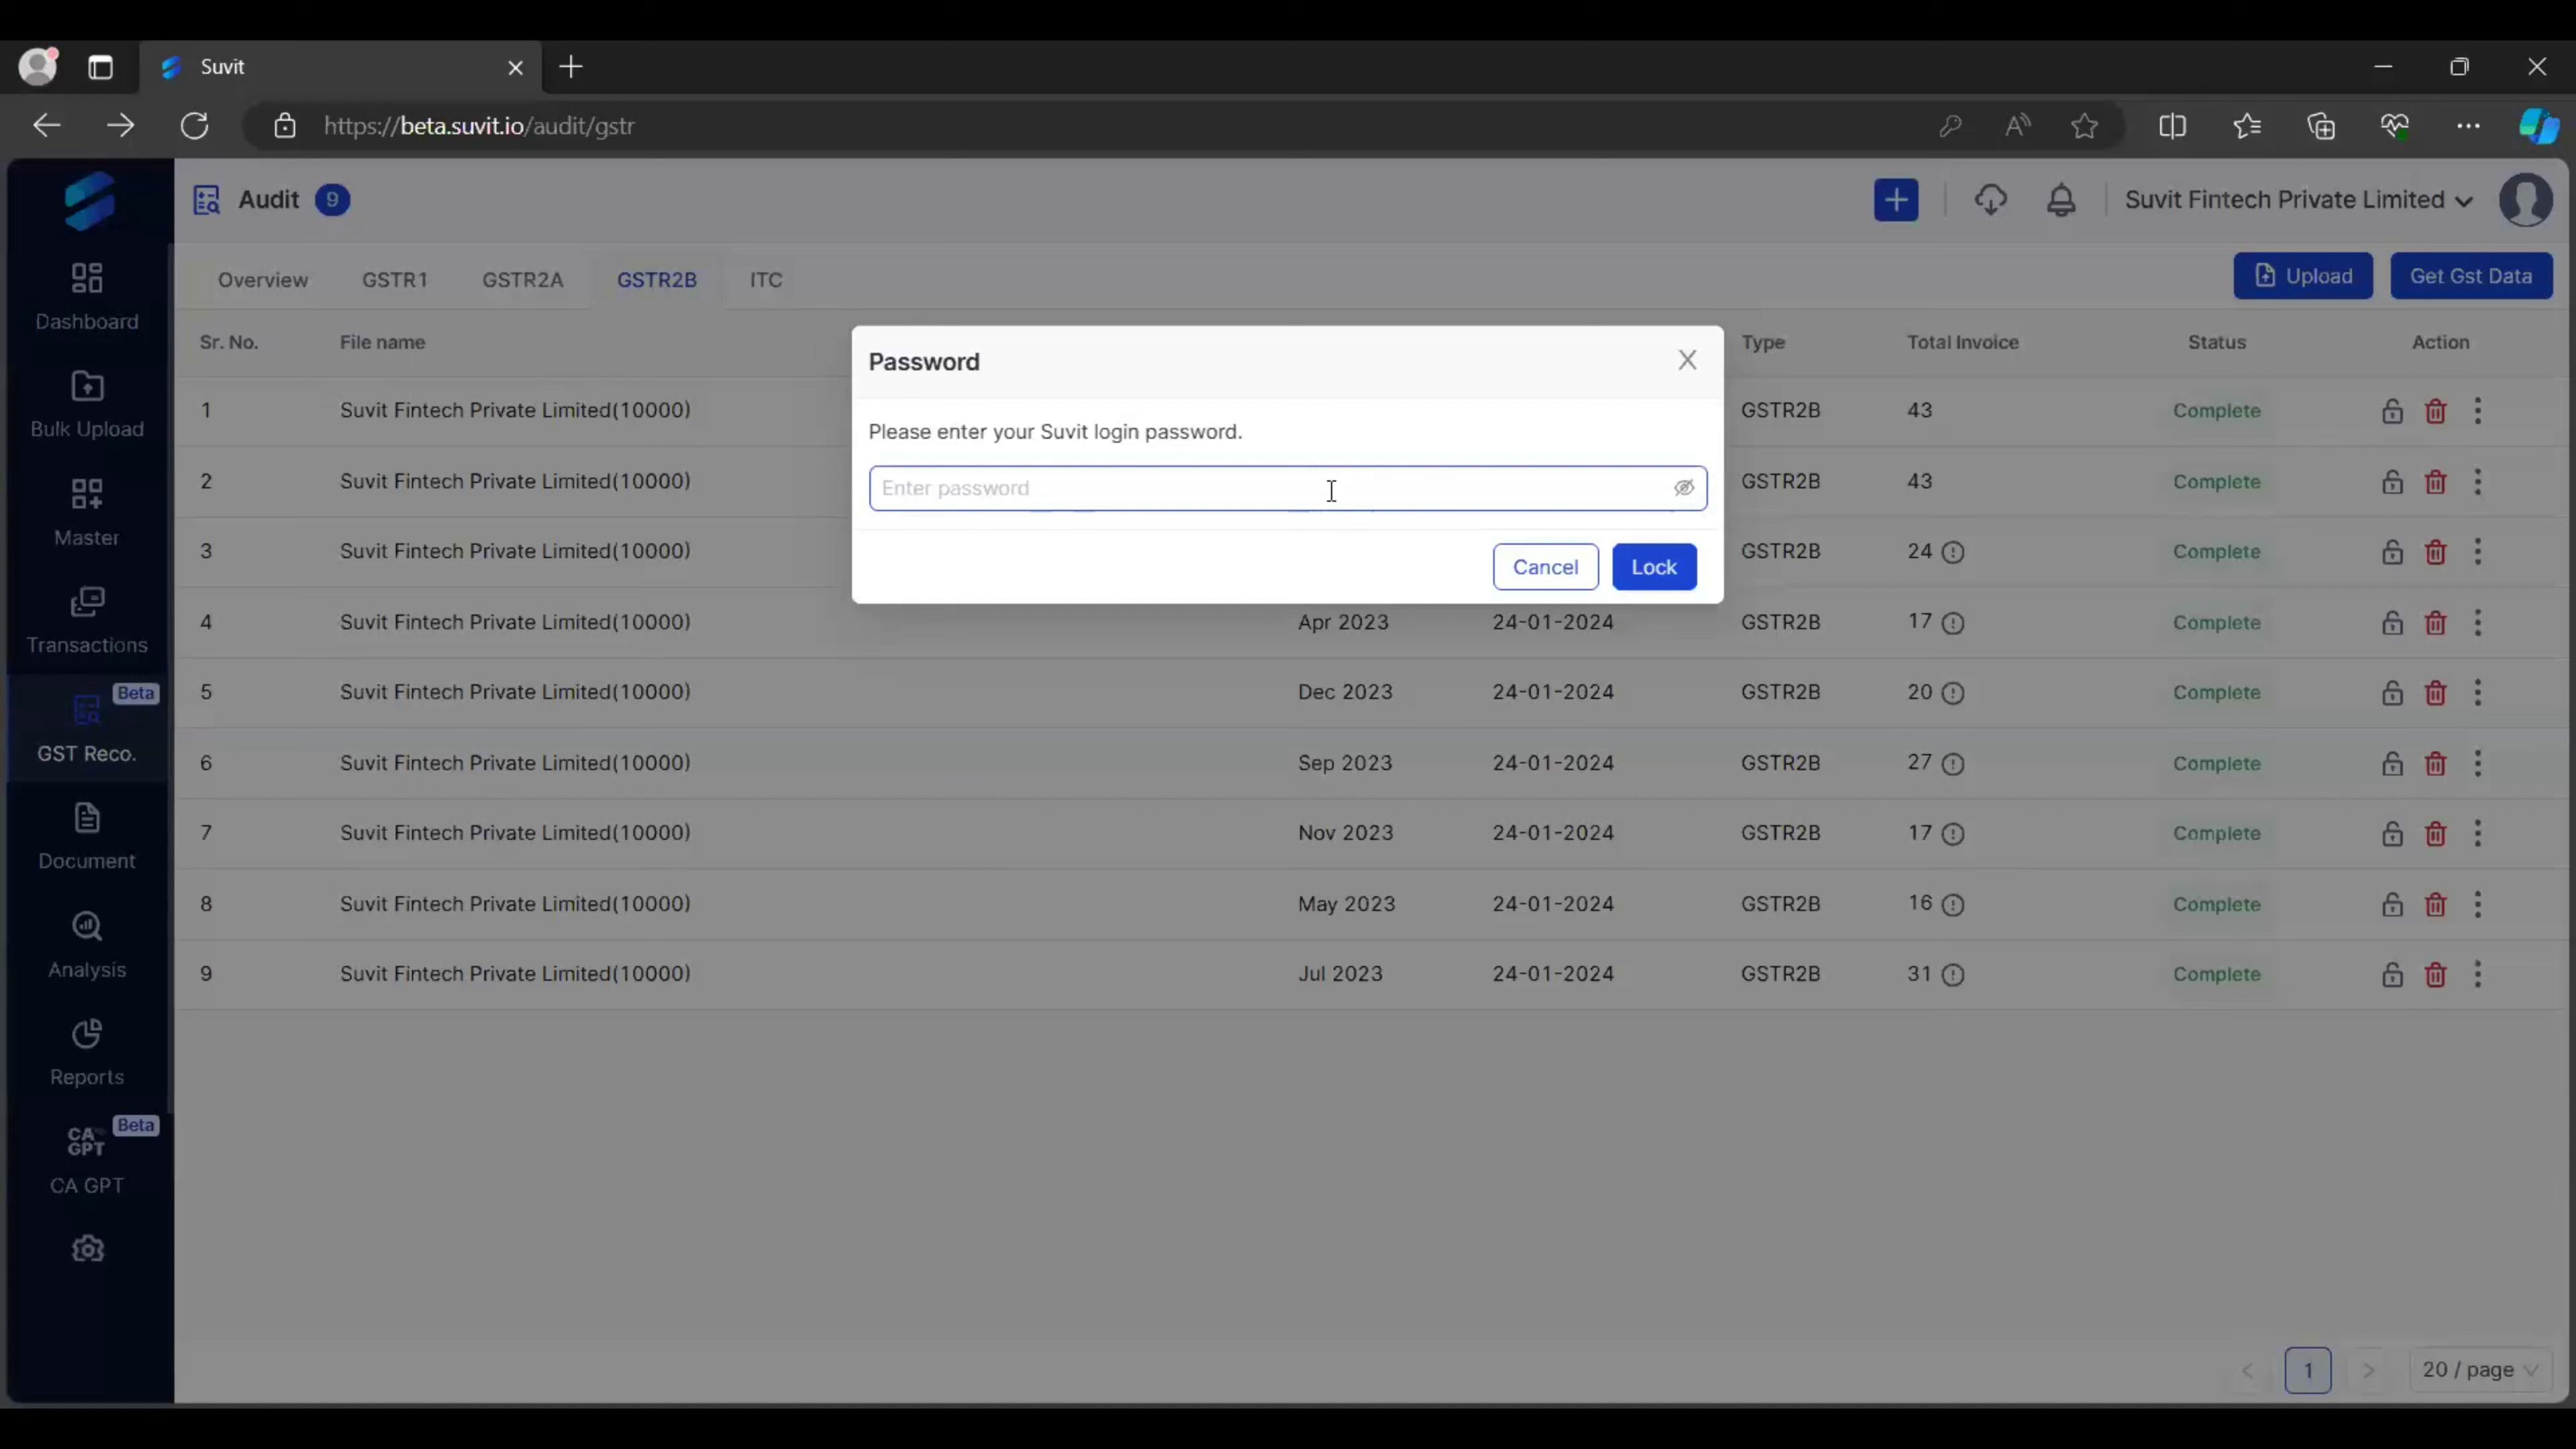 Suvit
https://beta.suvit.io/audit/gstr
Audit 9
Suvit Fintech Private Limited
Dashboard
Bulk Upload
Master
Transactions
Beta
GST Reco.
Document
Analysis
Reports
Beta
CA GPT
CA GPT
Overview GSTR1 GSTR2A GSTR2B ITC
Upload Get Gst Data
Sr. No. File name Type Total Invoice Status Action
1 Suvit Fintech Private Limited(10000) GSTR2B 43 Complete
2 Suvit Fintech Private Limited(10000) GSTR2B 43 Complete
3 Suvit Fintech Private Limited(10000) GSTR2B 24 Complete
4 Suvit Fintech Private Limited(10000) Apr 2023 24-01-2024 GSTR2B 17 Complete
5 Suvit Fintech Private Limited(10000) Dec 2023 24-01-2024 GSTR2B 20 Complete
6 Suvit Fintech Private Limited(10000) Sep 2023 24-01-2024 GSTR2B 27 Complete
7 Suvit Fintech Private Limited(10000) Nov 2023 24-01-2024 GSTR2B 17 Complete
8 Suvit Fintech Private Limited(10000) May 2023 24-01-2024 GSTR2B 16 Complete
9 Suvit Fintech Private Limited(10000) Jul 2023 24-01-2024 GSTR2B 31 Complete
Password
Please enter your Suvit login password.
Enter password
Cancel Lock
1 20 / page